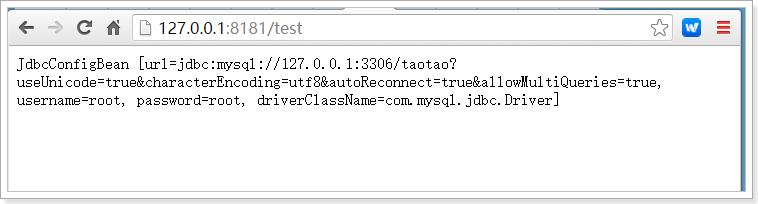 127.0.0.1:8181/test
JdbcConfigBean [url=jdbc:mysql://127.0.0.1:3306/taotao?
useUnicode=true&characterEncoding=utf8&autoReconnect=true&allowMultiQueries=true,
username=root, password=root, driverClassName=com.mysql.jdbc.Driver]